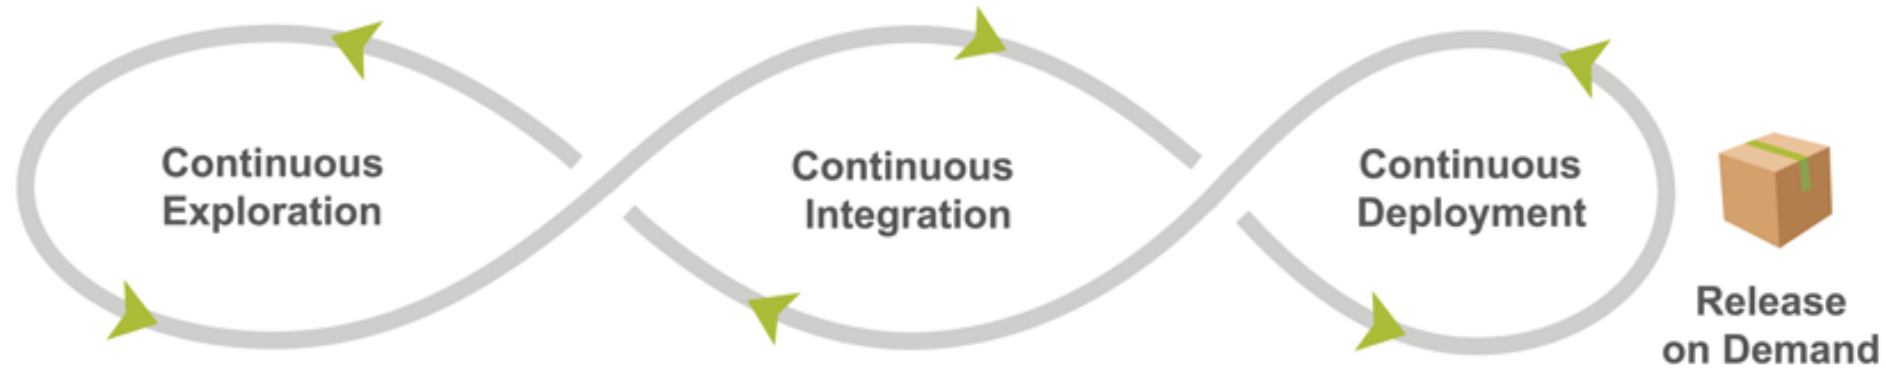 Continuous
Exploration
Continuous
Integration
Continuous
Deployment
Release
on Demand